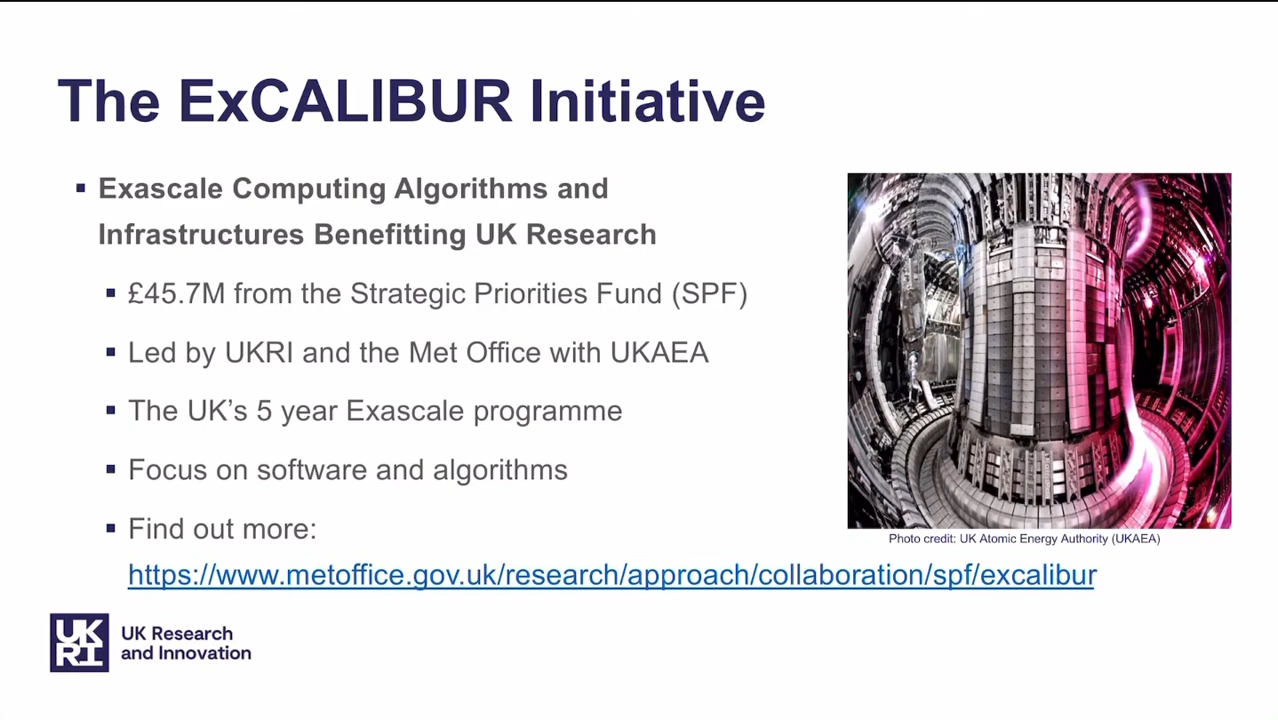 The ExCALIBUR Initiative
▪ Exascale Computing Algorithms and
Infrastructures Benefitting UK Research
▪ £45.7M from the Strategic Priorities Fund (SPF)
▪ Led by UKRI and the Met Office with UKAEA
▪ The UK’s 5 year Exascale programme
▪ Focus on software and algorithms
▪ Find out more:
https://www.metoffice.gov.uk/research/approach/collaboration/spf/excalibur
Photo credit: UK Atomic Energy Authority (UKAEA)
UK
RI
UK Research
and Innovation